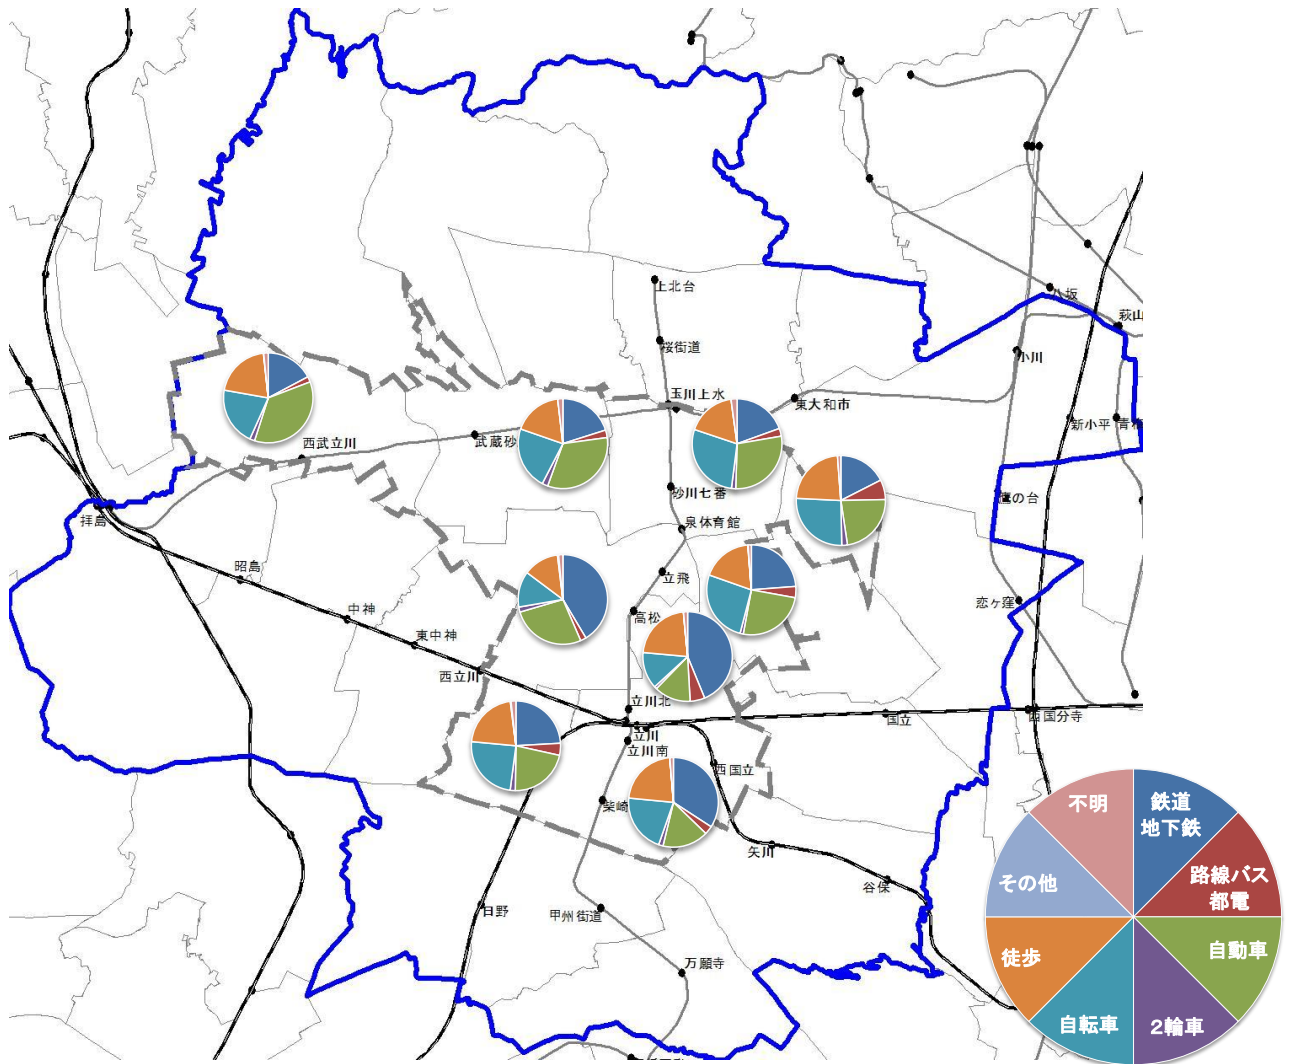 上北台
八坂
萩山
桜街道
小川
玉川上水
東大和市
新小平
西武立川
武蔵砂
砂川七番
鷹の台
拝島
泉体育館
昭島
立飛
中神
高松
恋ヶ窪
東中神
西立川
立川北
国立
西国分寺
立川
立川南
西国立
柴崎
矢川
谷保
日野
甲州街道
万願寺
不明
鉄道
地下鉄
その他
路線バス
都電
徒歩
自動車
自転車
2輪車